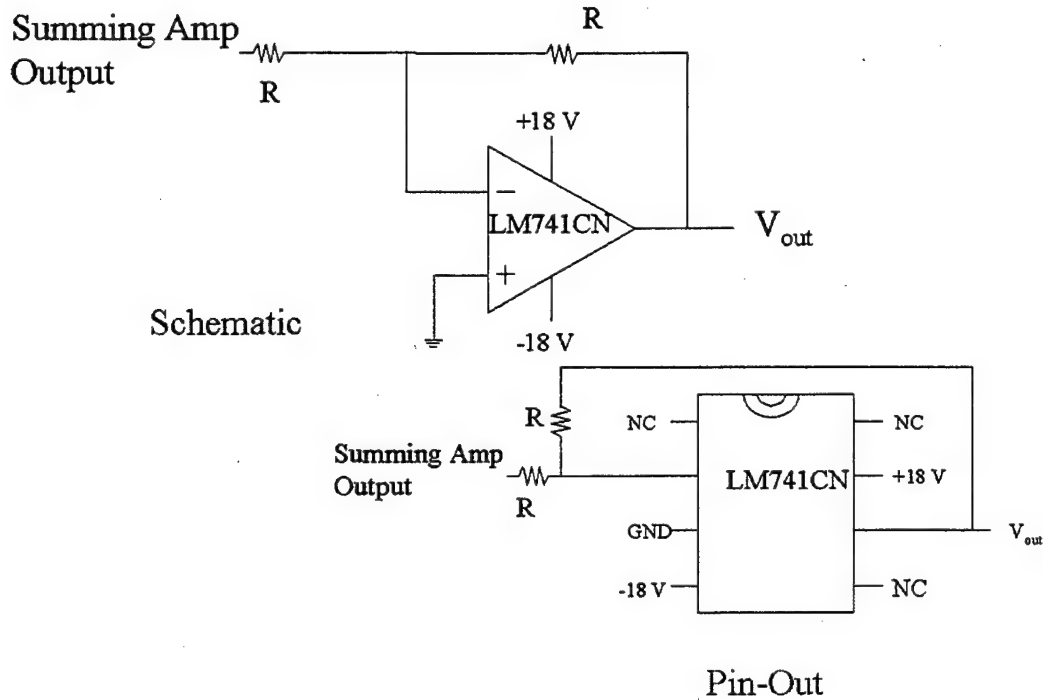 Summing Amp
Output
R
R
+18 V
−
LM741CN
+
V_out
-18 V
Schematic
R
NC
NC
Summing Amp
Output
R
LM741CN
+18 V
GND
V_out
-18 V
NC
Pin-Out